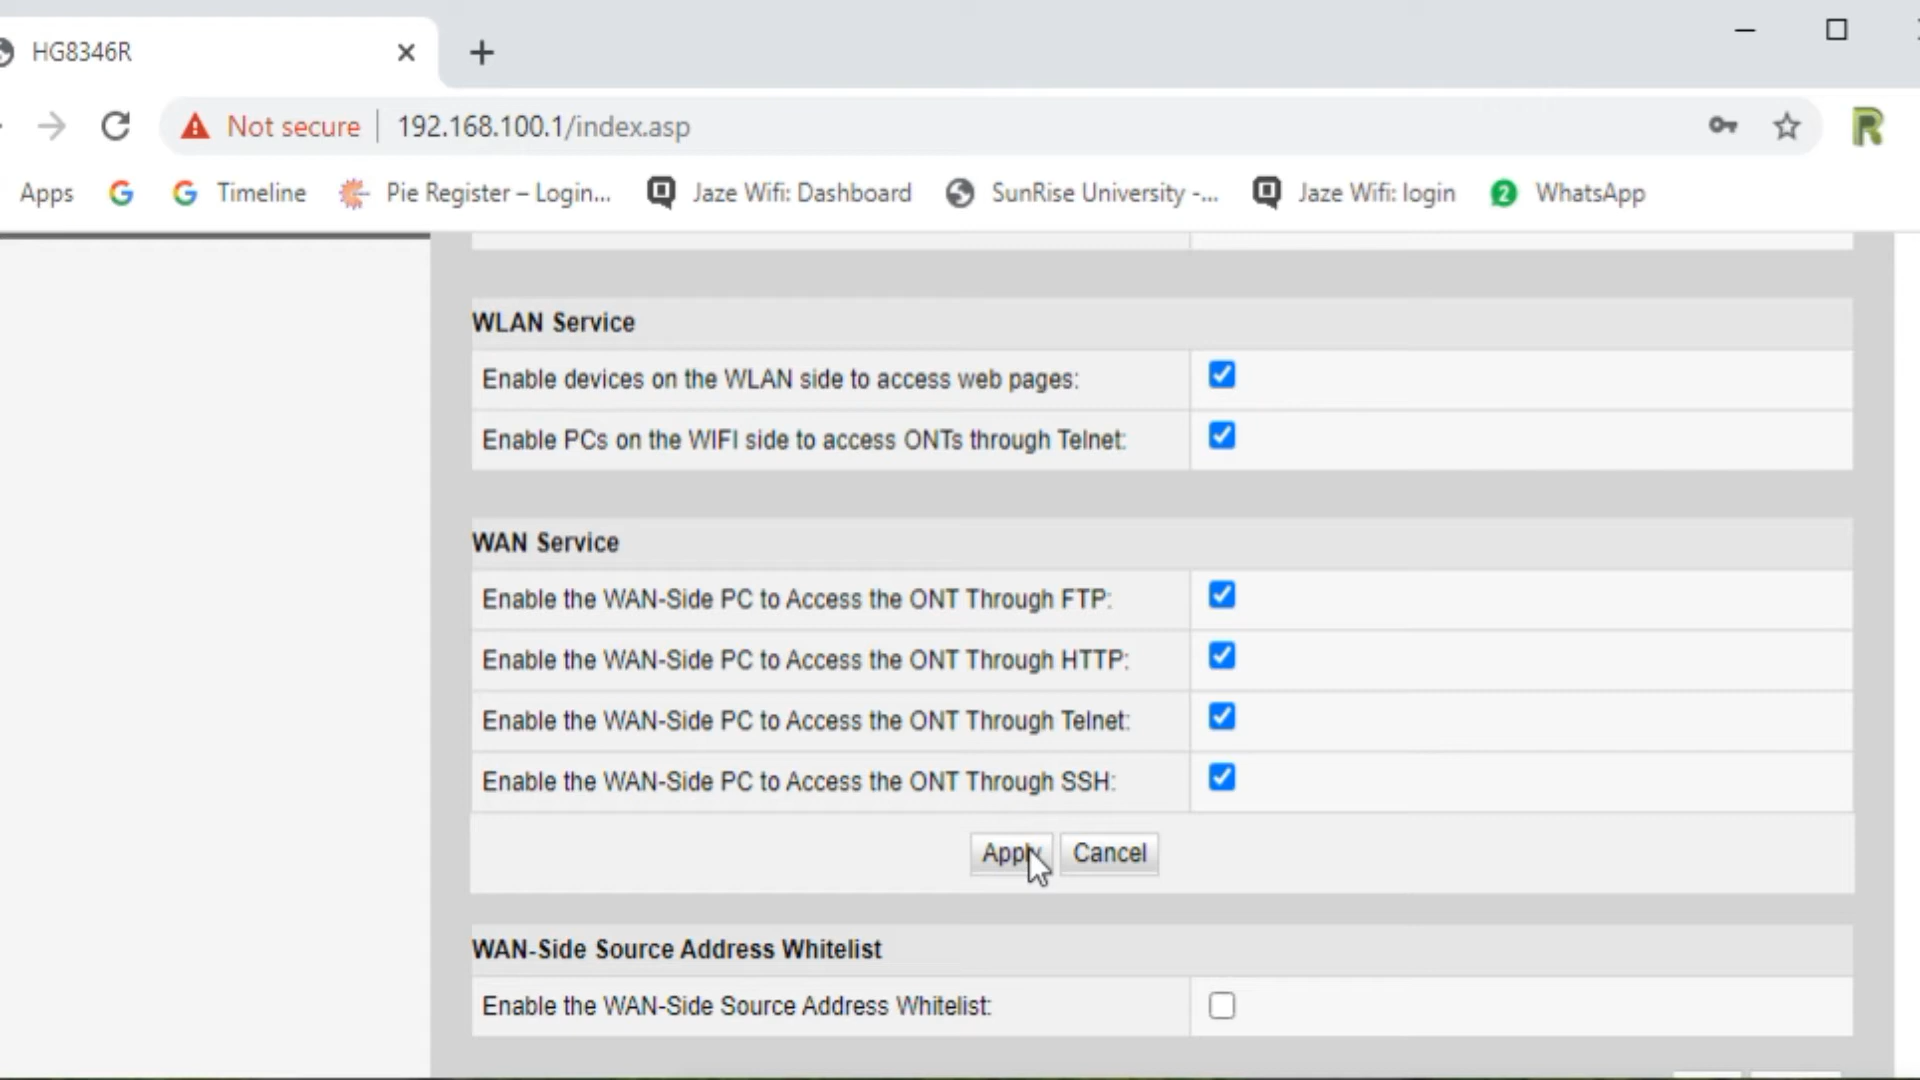 HG8346R
Not secure 192.168.100.1/index.asp
Apps Timeline Pie Register – Login... Jaze Wifi: Dashboard SunRise University -... Jaze Wifi: login 2 WhatsApp
WLAN Service
Enable devices on the WLAN side to access web pages:
Enable PCs on the WIFI side to access ONTs through Telnet:
WAN Service
Enable the WAN-Side PC to Access the ONT Through FTP:
Enable the WAN-Side PC to Access the ONT Through HTTP:
Enable the WAN-Side PC to Access the ONT Through Telnet:
Enable the WAN-Side PC to Access the ONT Through SSH:
Apply Cancel
WAN-Side Source Address Whitelist
Enable the WAN-Side Source Address Whitelist: